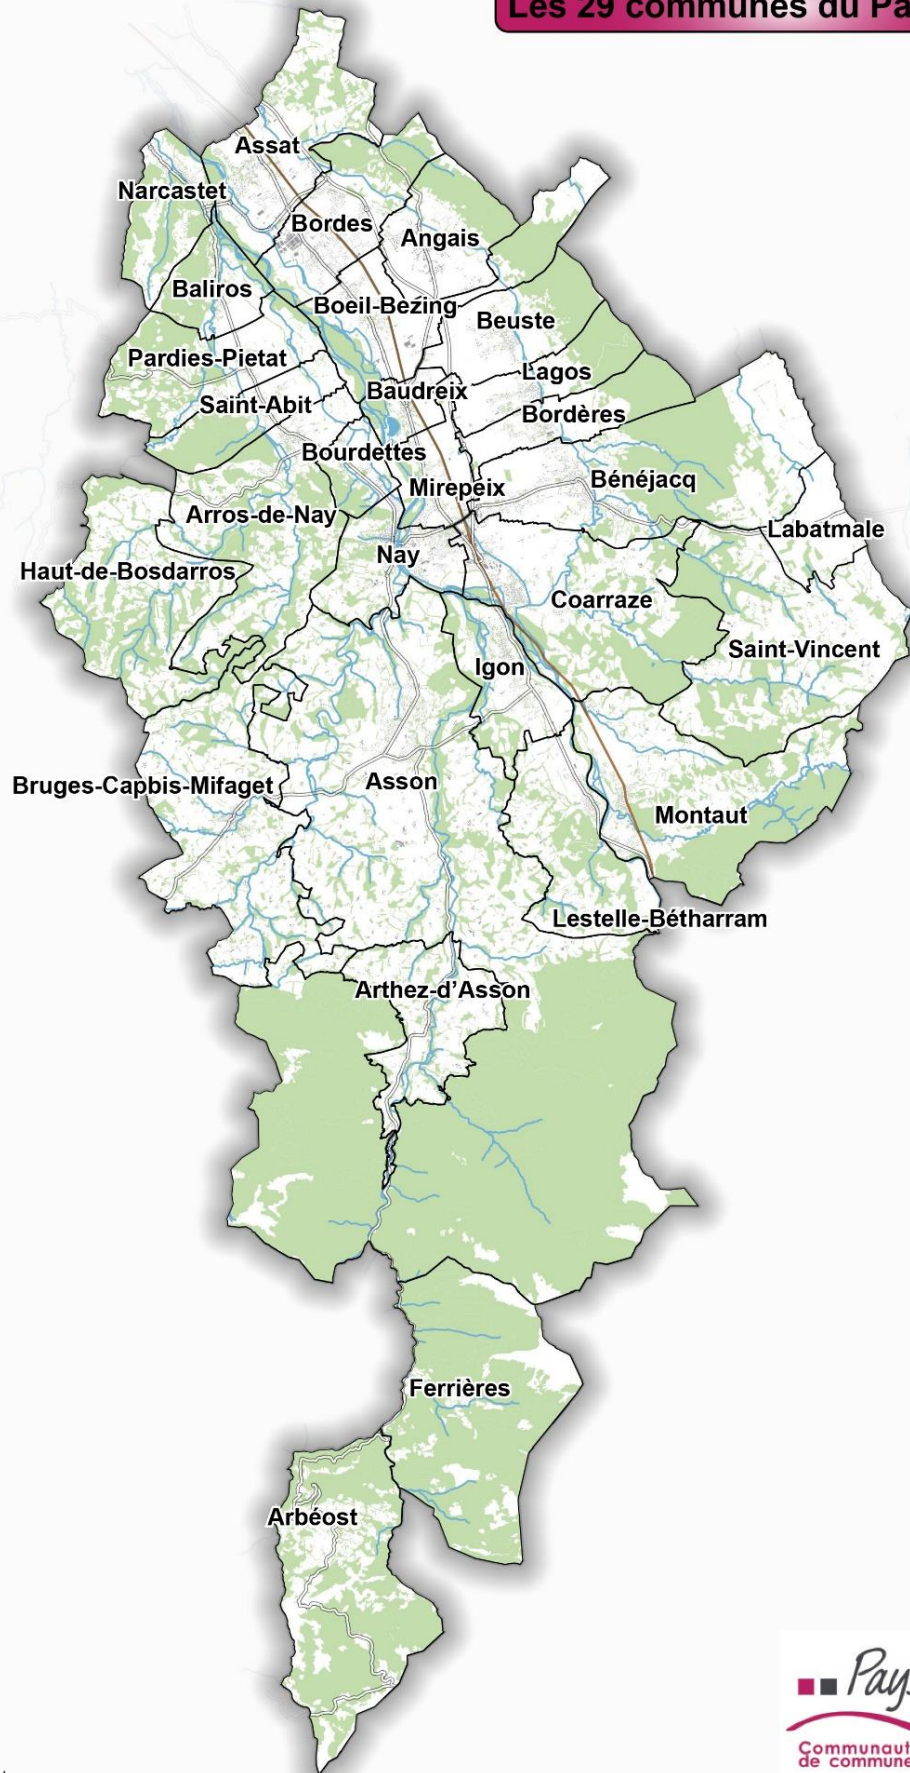 Les 29 communes du Pa
Assat
Narcastet
Bordes
Angais
Baliros
Boeil-Bezing
Beuste
Pardies-Pietat
Lagos
Baudreix
Saint-Abit
Bordères
Bourdettes
Bénéjacq
Mirepeix
Arros-de-Nay
Labatmale
Nay
Haut-de-Bosdarros
Coarraze
Saint-Vincent
Igon
Asson
Bruges-Capbis-Mifaget
Montaut
Lestelle-Bétharram
Arthez-d'Asson
Ferrières
Arbéost
Pays
Communaut
de commune